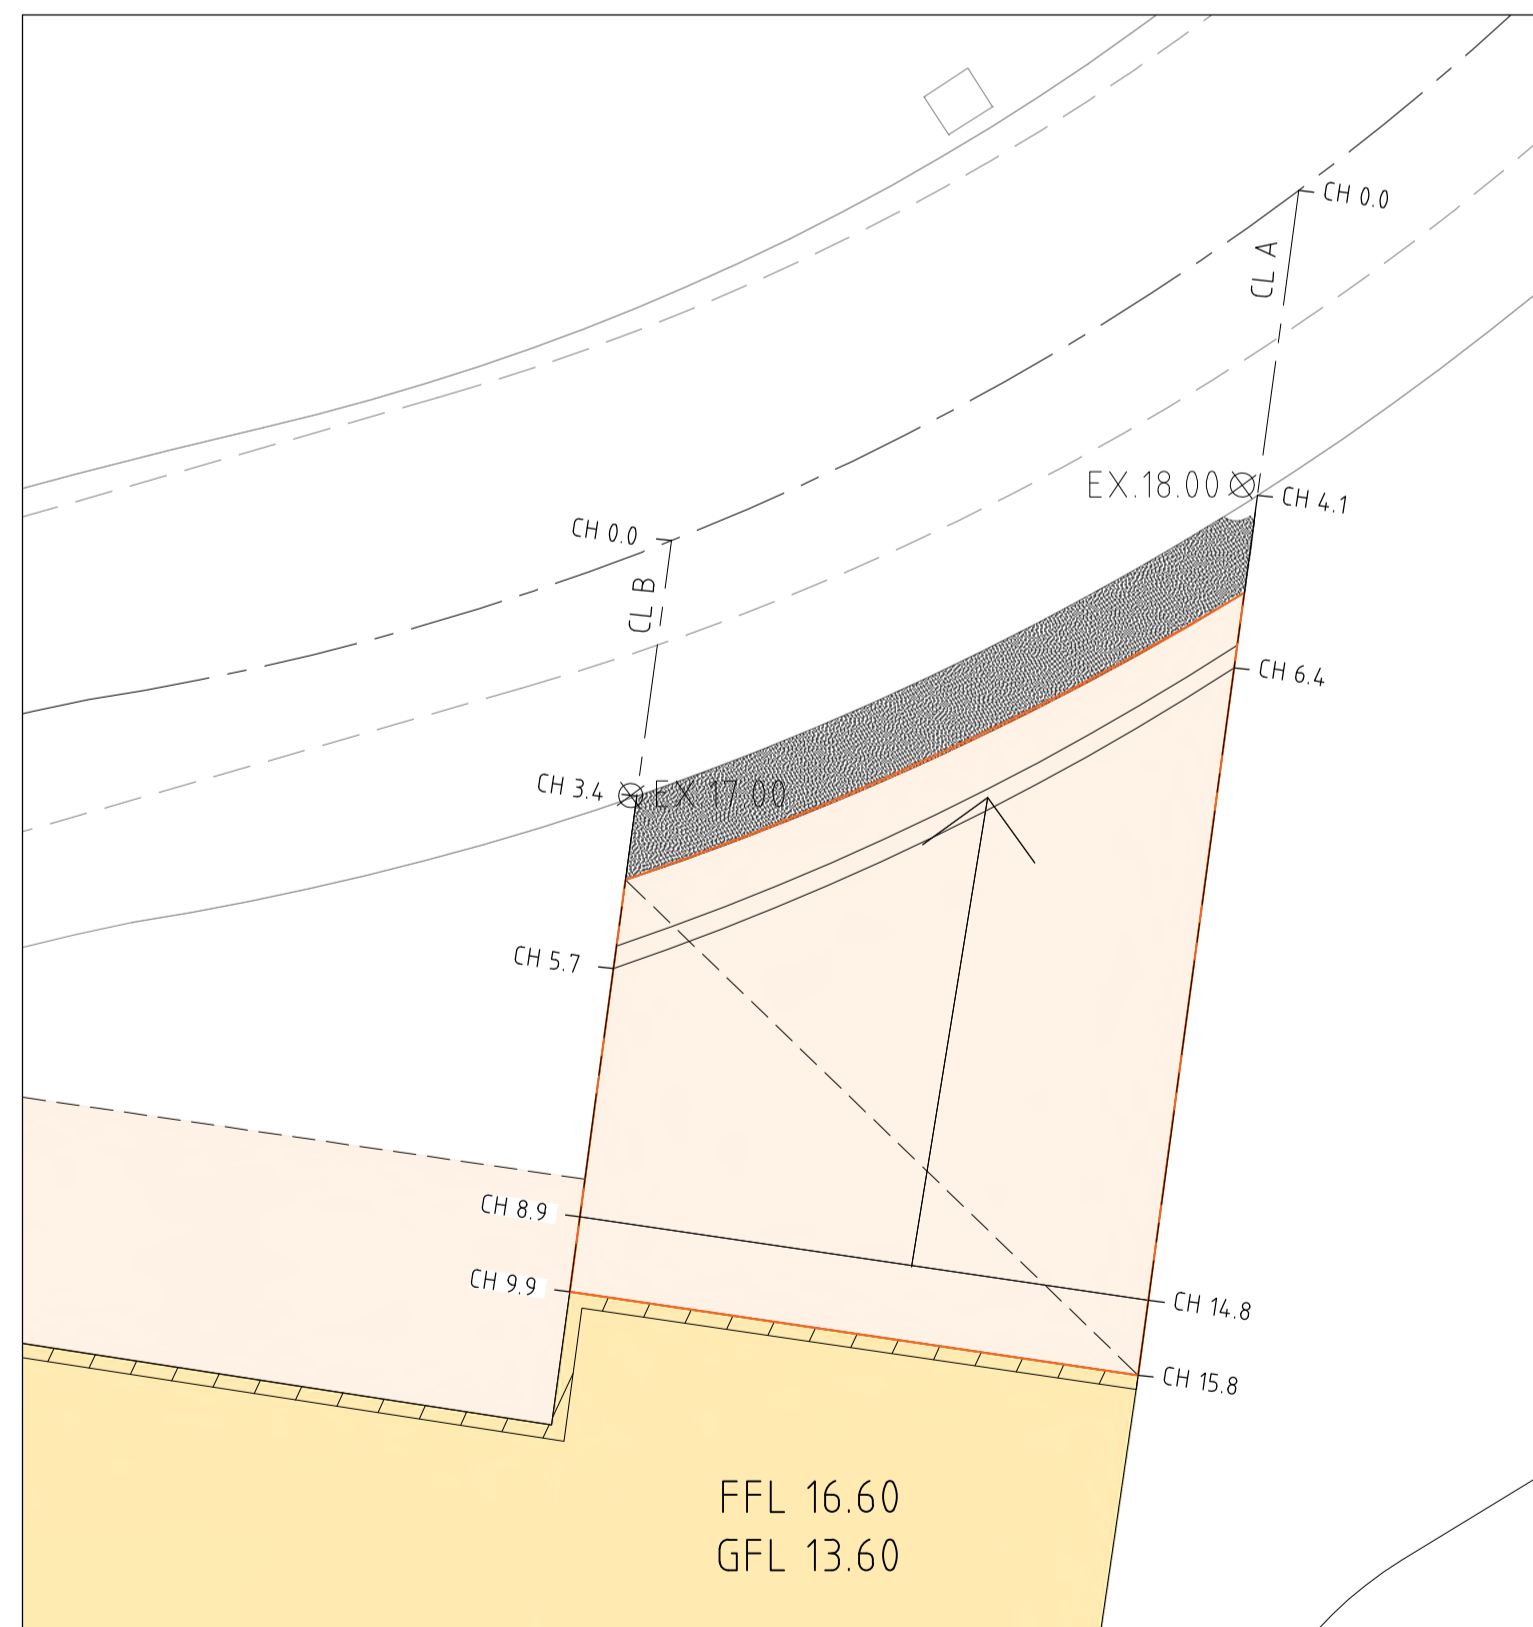 CH 0.0
CL A
EX.18.00
CH 4.1
CH 0.0
CL B
CH 6.4
CH 3.4
EX 17.00
CH 5.7
CH 8.9
CH 9.9
CH 14.8
CH 15.8
FFL 16.60
GFL 13.60